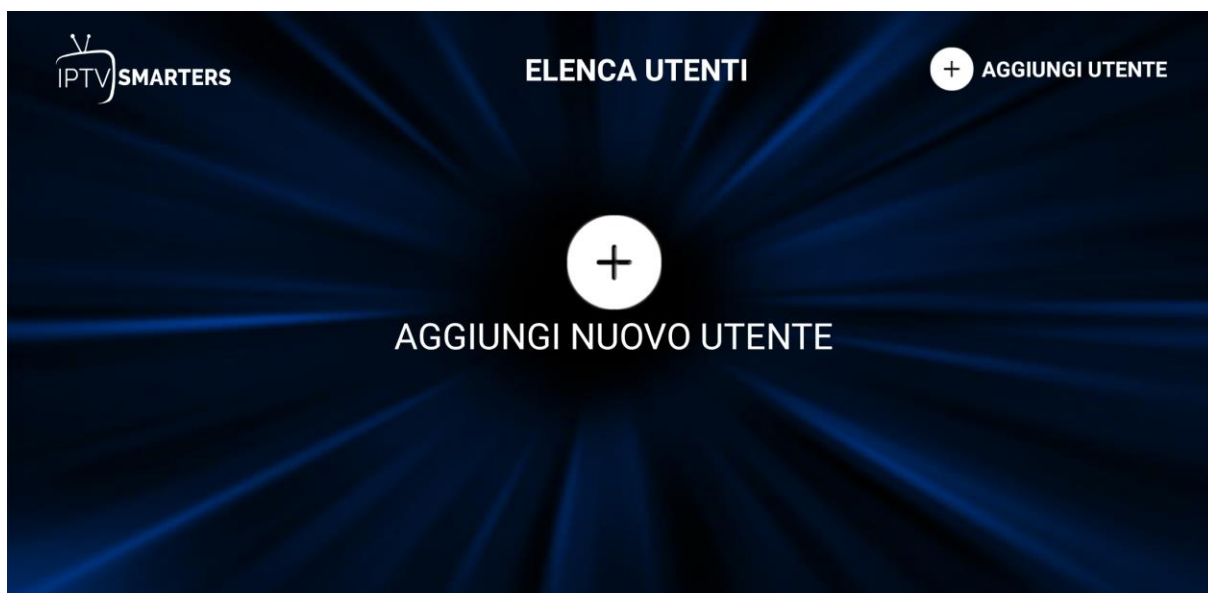 IPTV SMARTERS
ELENCA UTENTI
AGGIUNGI UTENTE
AGGIUNGI NUOVO UTENTE